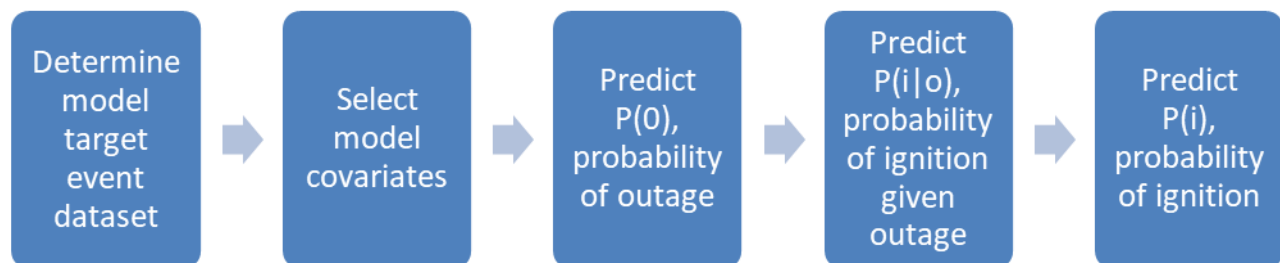 Determine
model
target
event
dataset
Select
model
covariates
Predict
P(0),
probability
of outage
Predict
P(i|o),
probability
of ignition
given
outage
Predict
P(i),
probability
of ignition